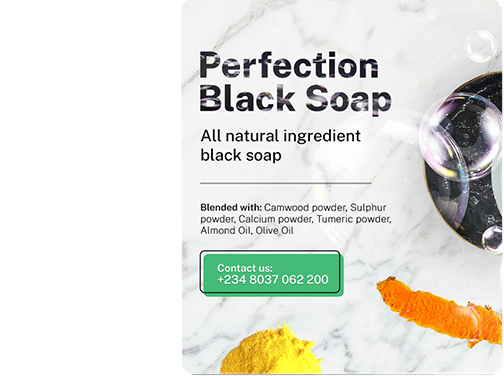 Perfection
Black Soap
All natural ingredient
black soap
Blended with: Camwood powder, Sulphur
powder, Calcium powder, Tumeric powder,
Almond Oil, Olive Oil
Contact us:
+234 8037 062 200